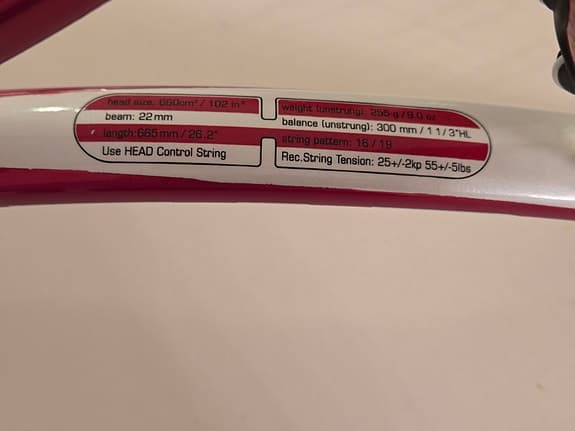 head size: 660cm² / 102 in²
beam: 22mm
length:665mm / 26.2"
Use HEAD Control String
weight (unstrung): 255 g / 9.0 oz
balance (unstrung): 300 mm / 1 1/3"HL
string pattern: 16 / 19
Rec.String Tension: 25+/-2kp 55+/-5lbs